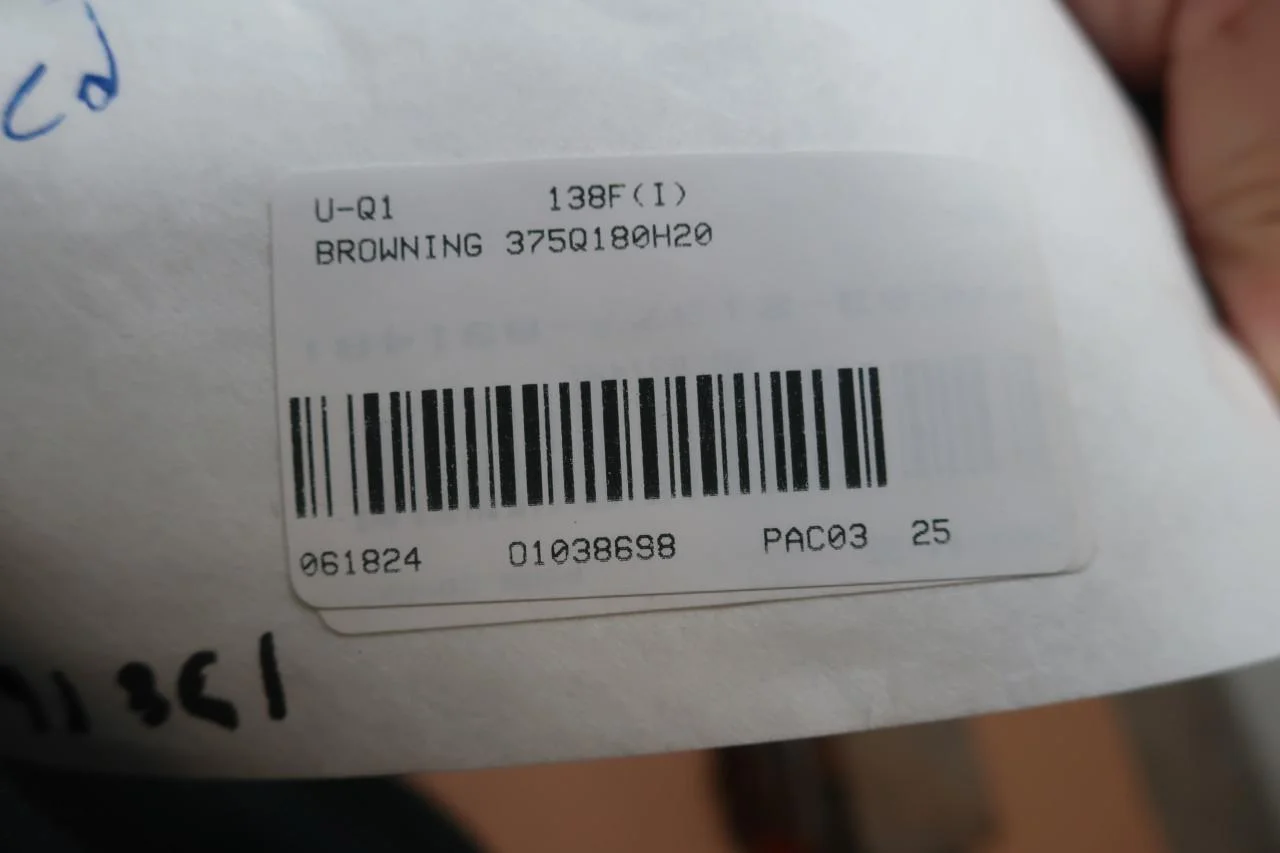 U-Q1 138F(I)
BROWNING 375Q180H20
061824 01038698 PAC03 25